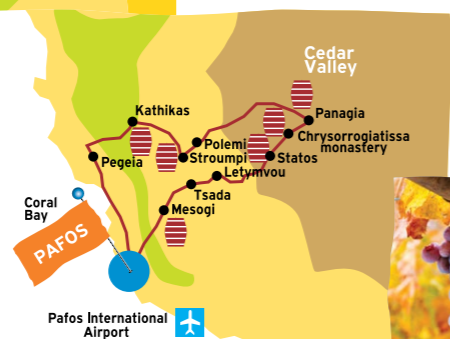 Cedar
Valley
Kathikas
Panagia
Polemi
Chrysorrogiatissa
monastery
Pegeia
Stroumpi
Statos
Letymvou
Tsada
Coral
Bay
Mesogi
PAFOS
Pafos International
Airport